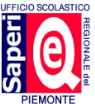 UFFICIO SCOLASTICO
Saperi
e
REGIONALE del
PIEMONTE